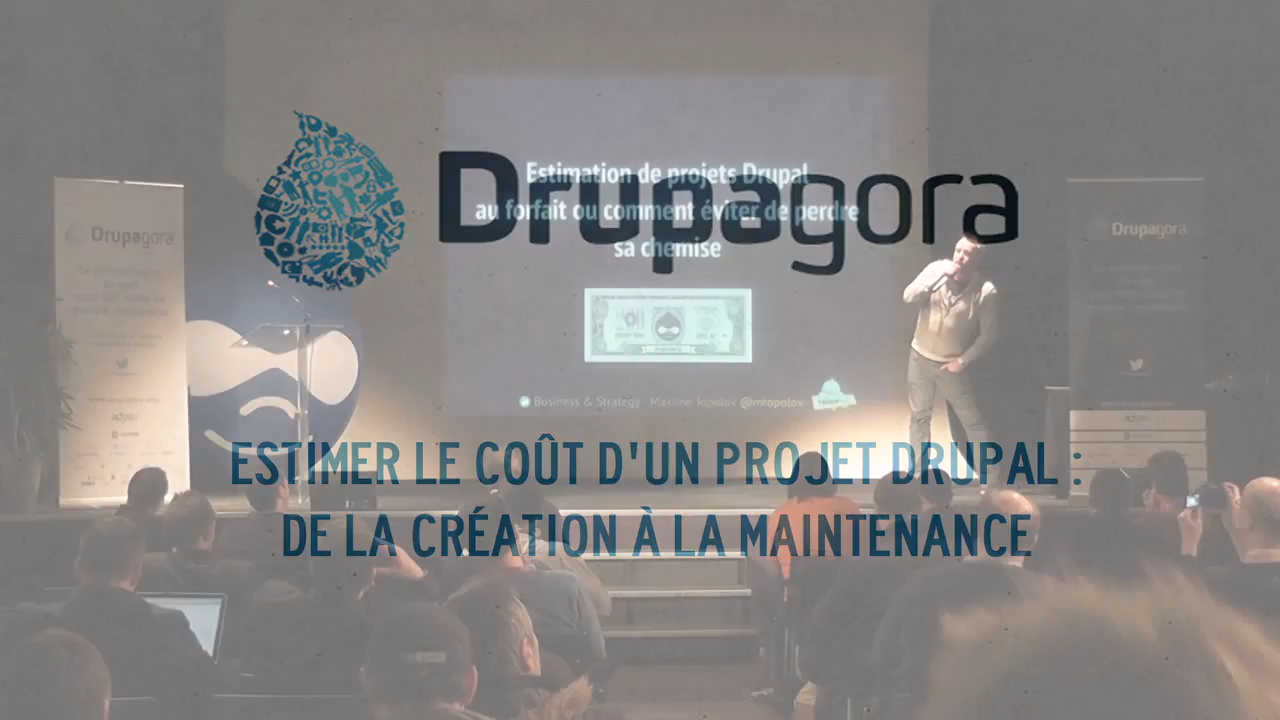 Drupagora
Estimation de projets Drupal
au forfait ou comment éviter de perdre
sa chemise
Drupagora
Drupagora
Business & Strategy - Maxime Topolov @mtopolov
ESTIMER LE COÛT D'UN PROJET DRUPAL :
DE LA CRÉATION À LA MAINTENANCE